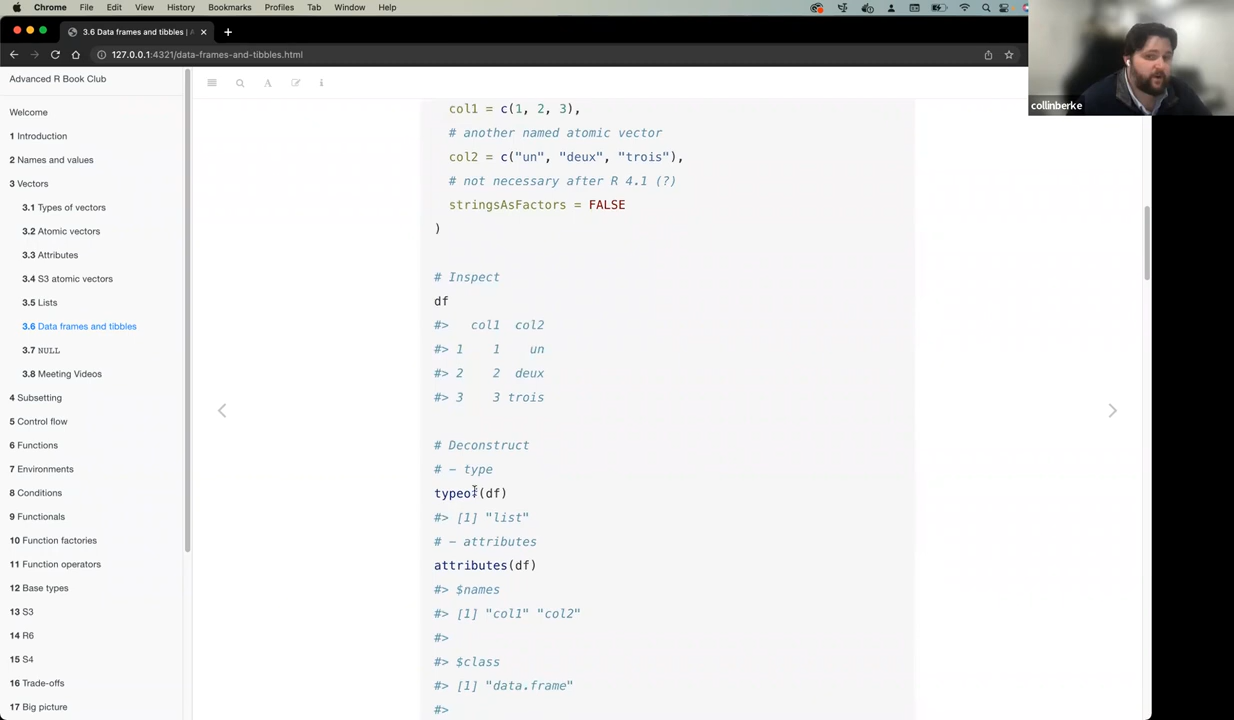 Chrome File Edit View History Bookmarks Profiles Tab Window Help
3.6 Data frames and tibbles | A
127.0.0.1:4321/data-frames-and-tibbles.html
collinberke
Advanced R Book Club
Welcome
1 Introduction
2 Names and values
3 Vectors
3.1 Types of vectors
3.2 Atomic vectors
3.3 Attributes
3.4 S3 atomic vectors
3.5 Lists
3.6 Data frames and tibbles
3.7 NULL
3.8 Meeting Videos
4 Subsetting
5 Control flow
6 Functions
7 Environments
8 Conditions
9 Functionals
10 Function factories
11 Function operators
12 Base types
13 S3
14 R6
15 S4
16 Trade-offs
17 Big picture
col1 = c(1, 2, 3),
# another named atomic vector
col2 = c("un", "deux", "trois"),
# not necessary after R 4.1 (?)
stringsAsFactors = FALSE
)
# Inspect
df
#> col1 col2
#> 1 1 un
#> 2 2 deux
#> 3 3 trois
# Deconstruct
# - type
typeof(df)
#> [1] "list"
# - attributes
attributes(df)
#> $names
#> [1] "col1" "col2"
#>
#> $class
#> [1] "data.frame"
#>